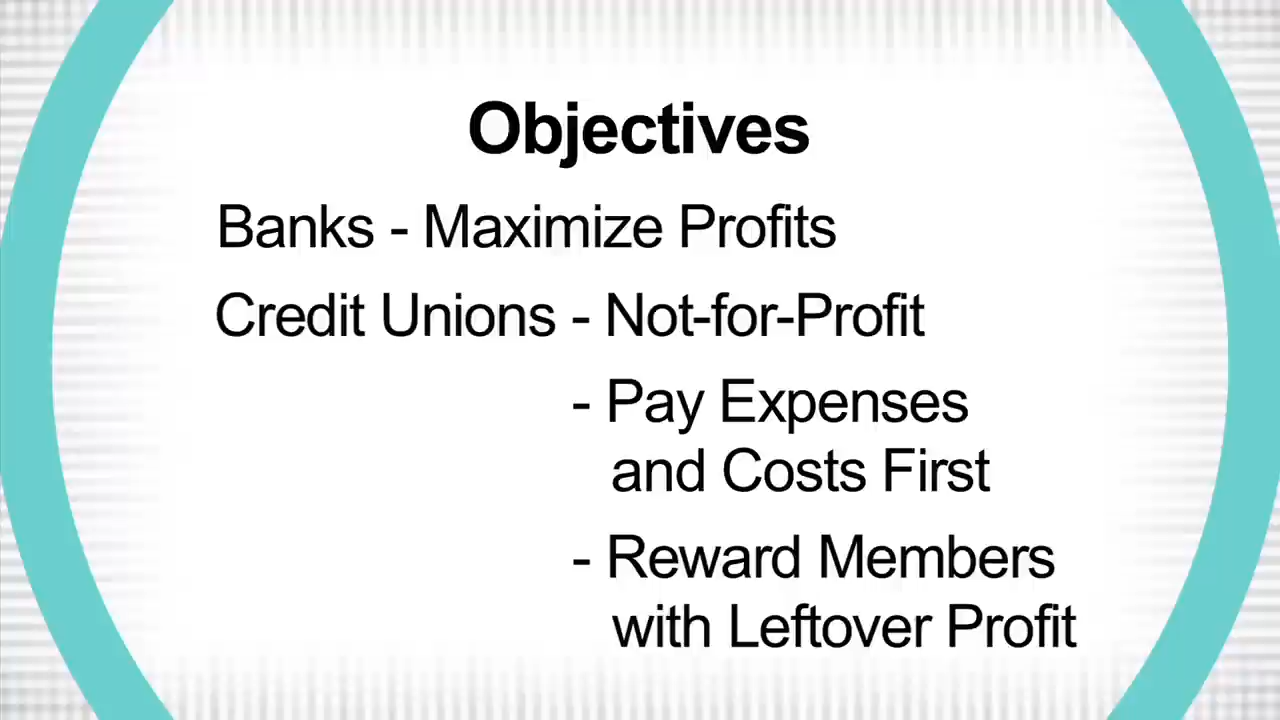 Objectives
Banks - Maximize Profits
Credit Unions - Not-for-Profit
- Pay Expenses
and Costs First
- Reward Members
with Leftover Profit